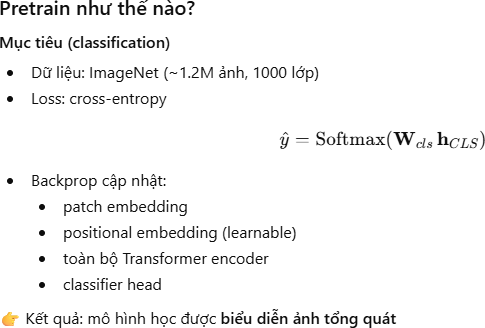 Pretrain như thế nào?
Mục tiêu (classification)
• Dữ liệu: ImageNet (~1.2M ảnh, 1000 lớp)
• Loss: cross-entropy
ŷ = Softmax(W_cls h_CLS)
• Backprop cập nhật:
• patch embedding
• positional embedding (learnable)
• toàn bộ Transformer encoder
• classifier head
👉 Kết quả: mô hình học được biểu diễn ảnh tổng quát